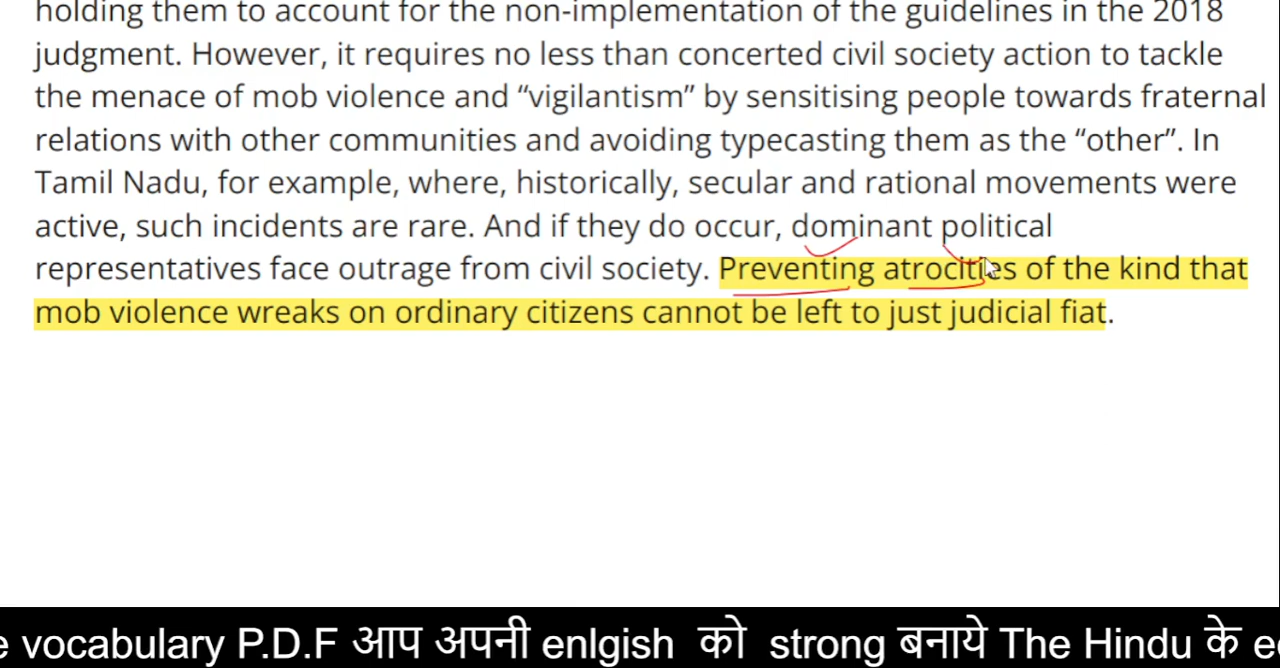 holding them to account for the non-implementation of the guidelines in the 2018
judgment. However, it requires no less than concerted civil society action to tackle
the menace of mob violence and “vigilantism” by sensitising people towards fraternal
relations with other communities and avoiding typecasting them as the “other”. In
Tamil Nadu, for example, where, historically, secular and rational movements were
active, such incidents are rare. And if they do occur, dominant political
representatives face outrage from civil society. Preventing atrocities of the kind that
mob violence wreaks on ordinary citizens cannot be left to just judicial fiat.
vocabulary P.D.F आप अपनी enlgish को strong बनाये The Hindu के